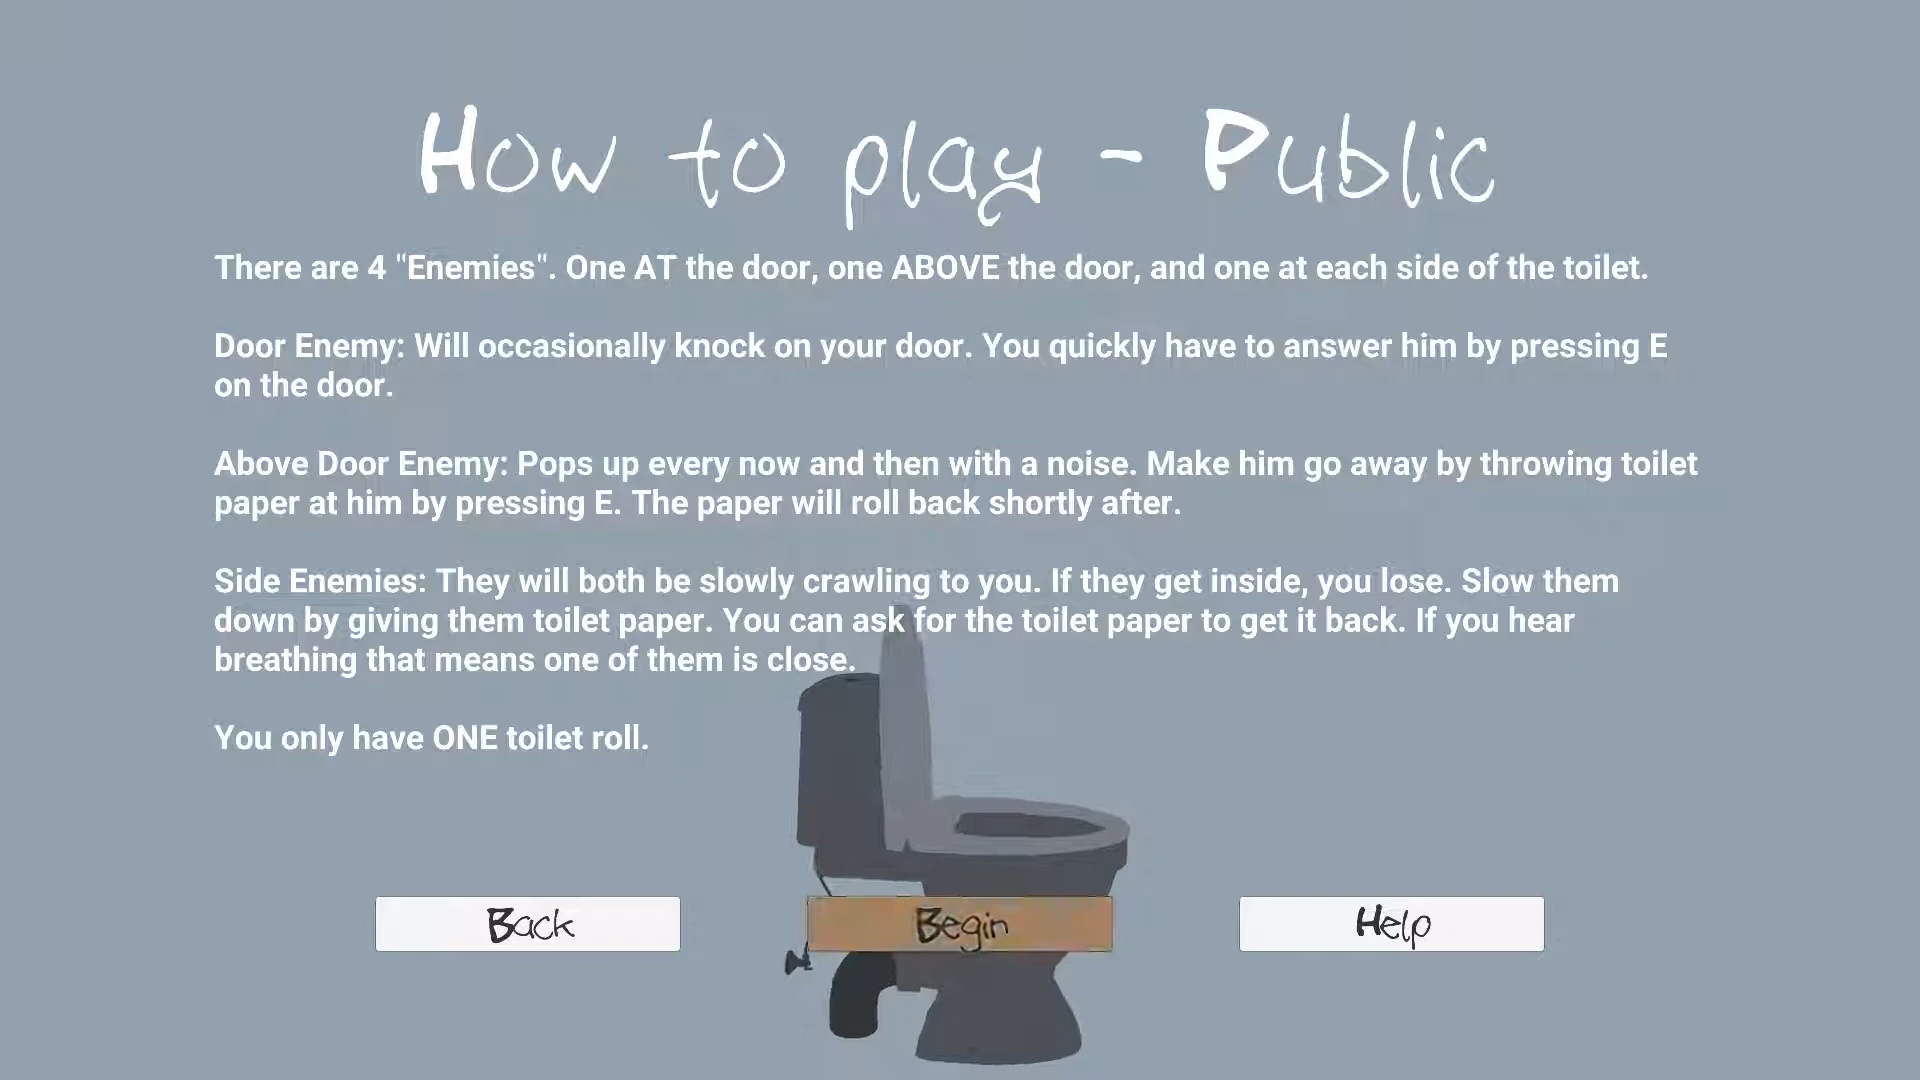 How to play - Public
There are 4 "Enemies". One AT the door, one ABOVE the door, and one at each side of the toilet.
Door Enemy: Will occasionally knock on your door. You quickly have to answer him by pressing E
on the door.
Above Door Enemy: Pops up every now and then with a noise. Make him go away by throwing toilet
paper at him by pressing E. The paper will roll back shortly after.
Side Enemies: They will both be slowly crawling to you. If they get inside, you lose. Slow them
down by giving them toilet paper. You can ask for the toilet paper to get it back. If you hear
breathing that means one of them is close.
You only have ONE toilet roll.
Back
Begin
Help